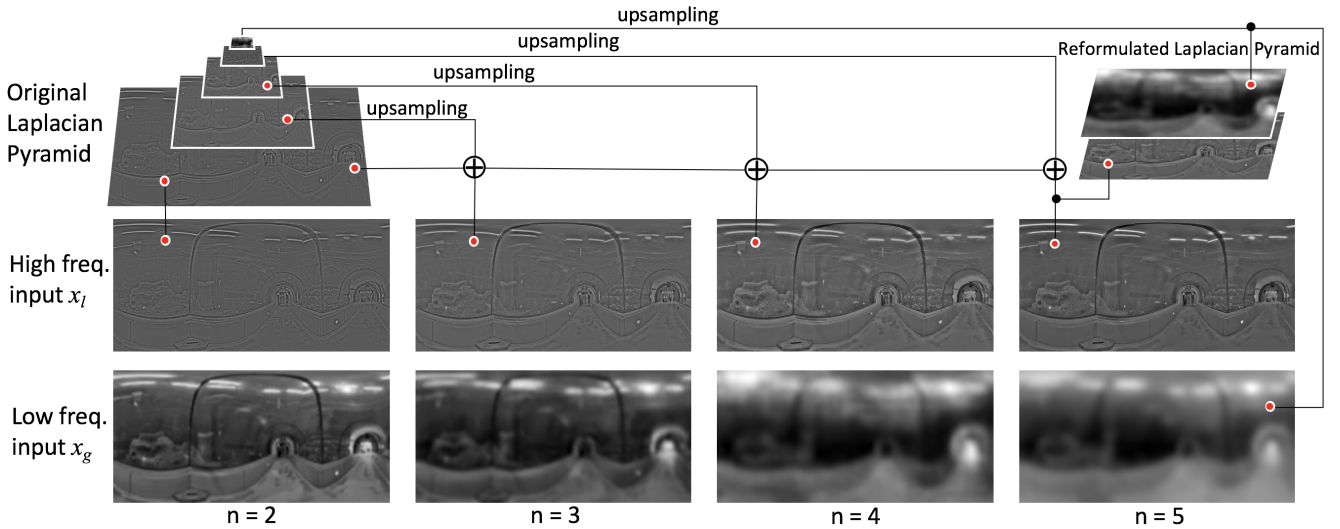 upsampling
upsampling
Reformulated Laplacian Pyramid
upsampling
Original
Laplacian
Pyramid
upsampling
High freq.
input x_l
Low freq.
input x_g
n = 2
n = 3
n = 4
n = 5